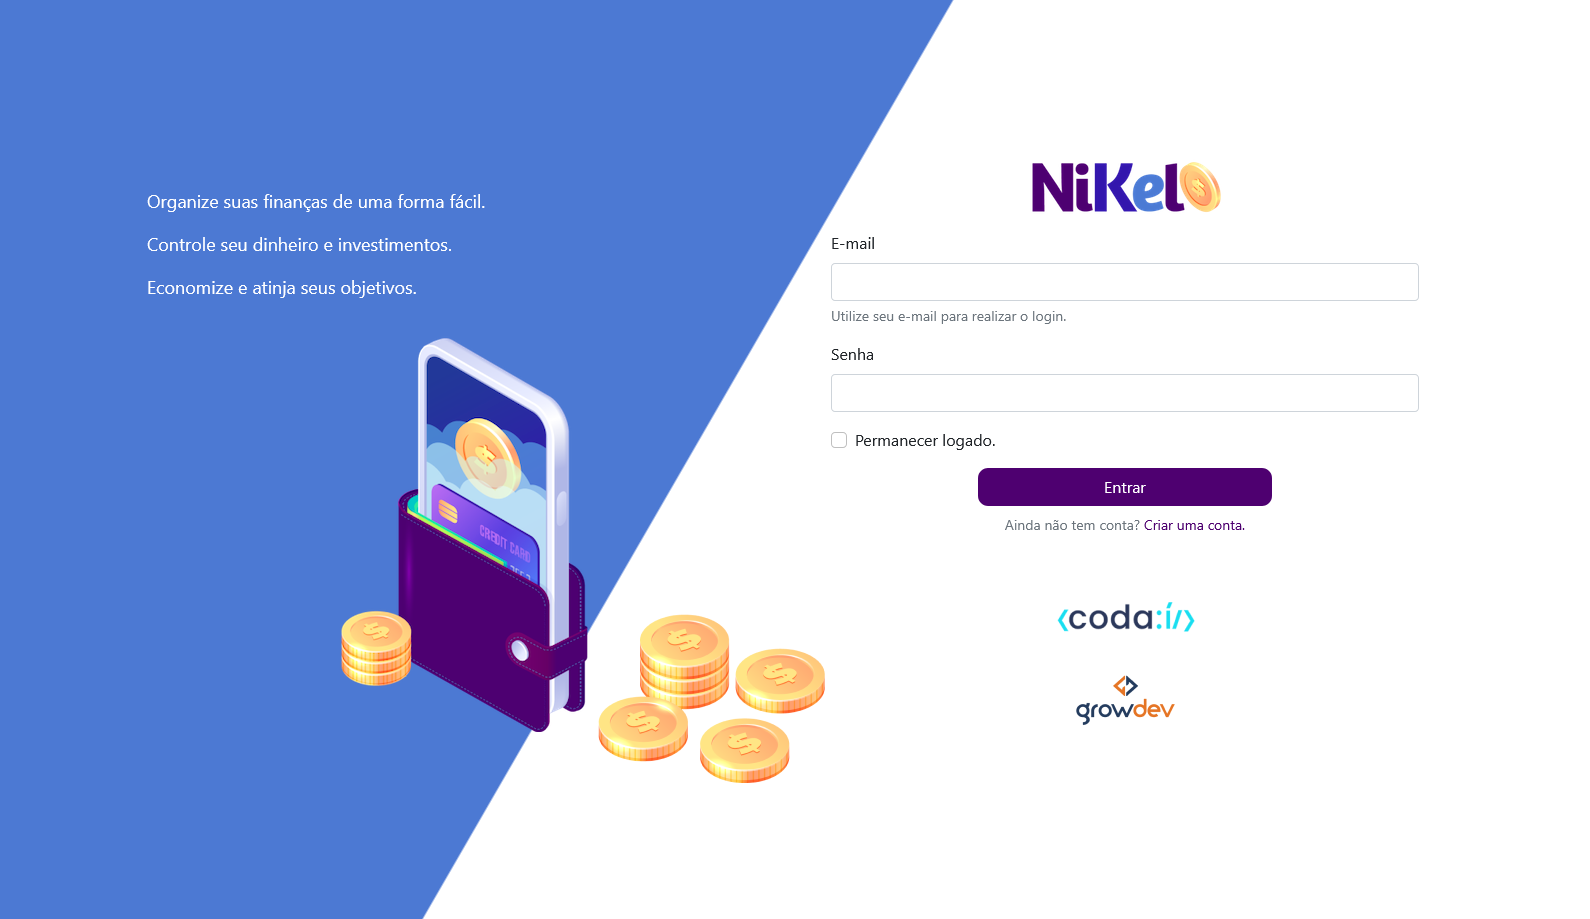 Organize suas finanças de uma forma fácil.
Controle seu dinheiro e investimentos.
Economize e atinja seus objetivos.
CREDIT CARD
NiKel
E-mail
Utilize seu e-mail para realizar o login.
Senha
Permanecer logado.
Entrar
Ainda não tem conta? Criar uma conta.
<coda:í/>
growdev